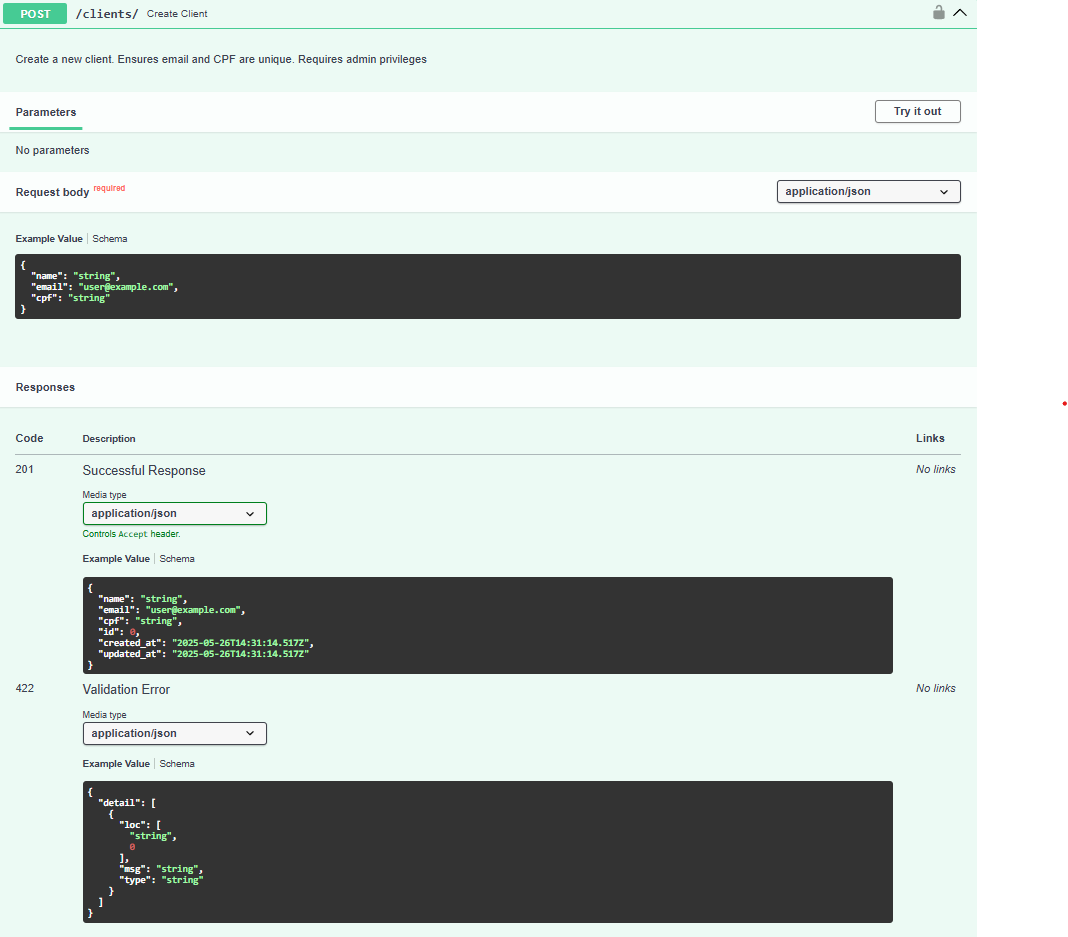 POST /clients/ Create Client
Create a new client. Ensures email and CPF are unique. Requires admin privileges
Parameters
Try it out
No parameters
Request body required
application/json
Example Value | Schema
{
  "name": "string",
  "email": "user@example.com",
  "cpf": "string"
}
Responses
Code Description Links
201 Successful Response No links
Media type
application/json
Controls Accept header.
Example Value | Schema
{
  "name": "string",
  "email": "user@example.com",
  "cpf": "string",
  "id": 0,
  "created_at": "2025-05-26T14:31:14.517Z",
  "updated_at": "2025-05-26T14:31:14.517Z"
}
422 Validation Error No links
Media type
application/json
Example Value | Schema
{
  "detail": [
    {
      "loc": [
        "string",
        0
      ],
      "msg": "string",
      "type": "string"
    }
  ]
}